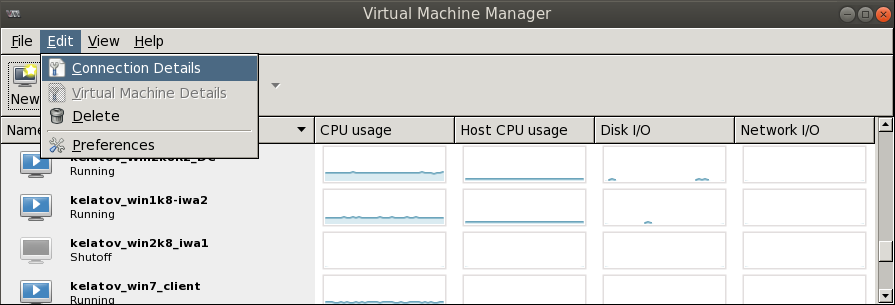 Virtual Machine Manager
File Edit View Help
Connection Details
Virtual Machine Details
New
Delete
Preferences
Name CPU usage Host CPU usage Disk I/O Network I/O
Running
kelatov_win1k8-iwa2
Running
kelatov_win2k8_iwa1
Shutoff
kelatov_win7_client
Running